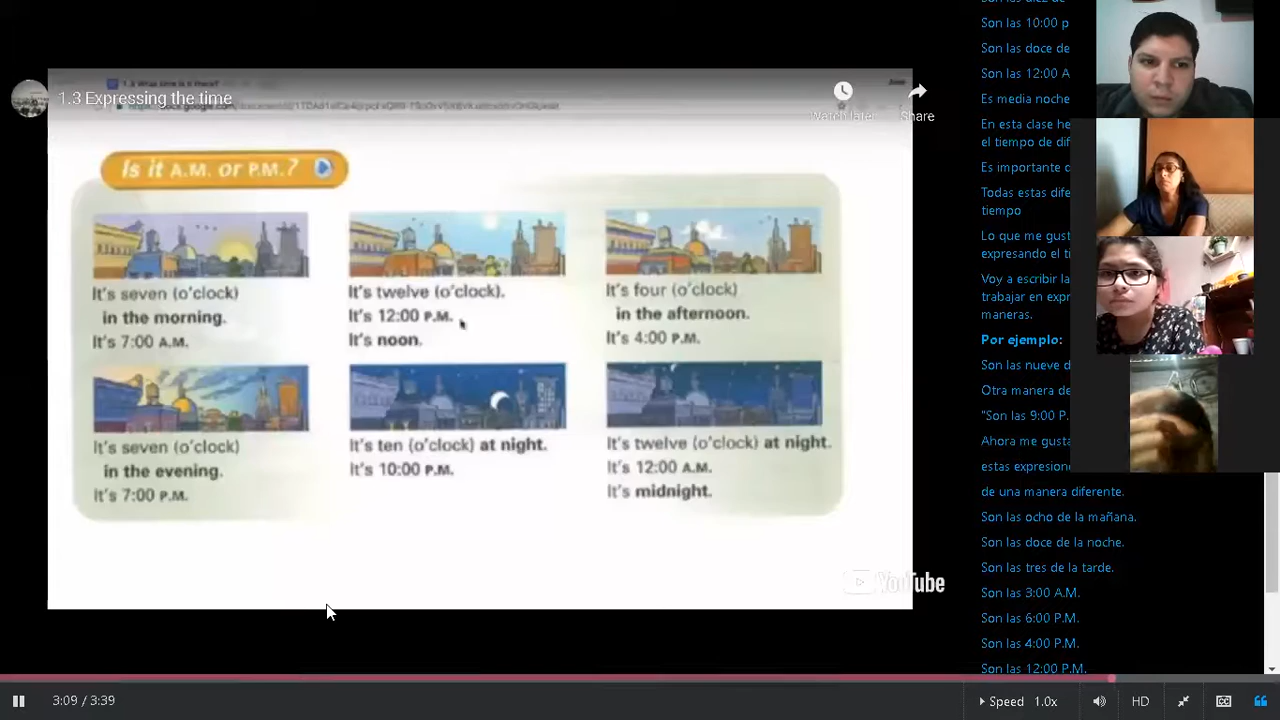 1.3 Expressing the time
Watch later
Share
Is it A.M. or P.M.?
It's seven (o'clock)
in the morning.
It's 7:00 A.M.
It's twelve (o'clock).
It's 12:00 P.M.
It's noon.
It's four (o'clock)
in the afternoon.
It's 4:00 P.M.
It's seven (o'clock)
in the evening.
It's 7:00 P.M.
It's ten (o'clock) at night.
It's 10:00 P.M.
It's twelve (o'clock) at night.
It's 12:00 A.M.
It's midnight.
YouTube
Son las 10:00 p
Son las doce de
Son las 12:00 A
Es media noche
En esta clase he
el tiempo de dif
Es importante
Todas estas dife
tiempo
Lo que me gust
expresando el ti
Voy a escribir la
trabajar en expr
maneras.
Por ejemplo:
Son las nueve d
Otra manera de
"Son las 9:00 P.
Ahora me gusta
estas expresion
de una manera diferente.
Son las ocho de la mañana.
Son las doce de la noche.
Son las tres de la tarde.
Son las 3:00 A.M.
Son las 6:00 P.M.
Son las 4:00 P.M.
Son las 12:00 P.M.
3:09 / 3:39
Speed 1.0x
HD
CC